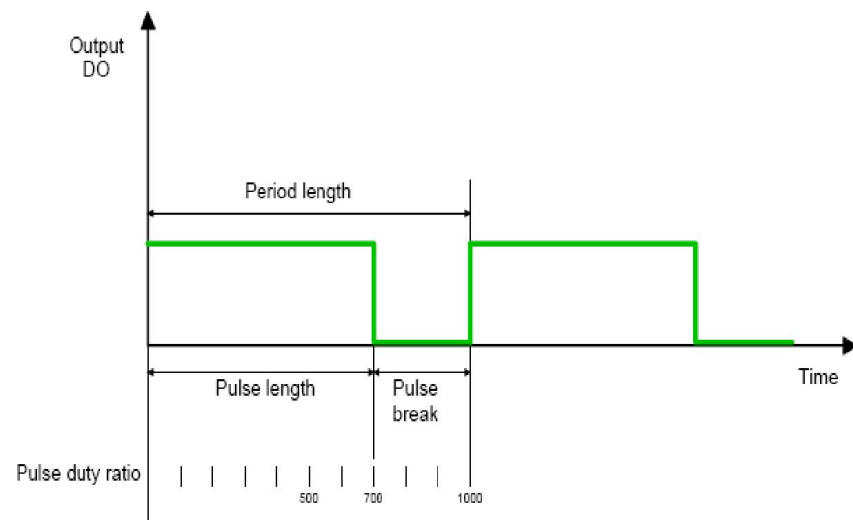 Output
DO
Period length
Time
Pulse length
Pulse
break
Pulse duty ratio
500
700
1000